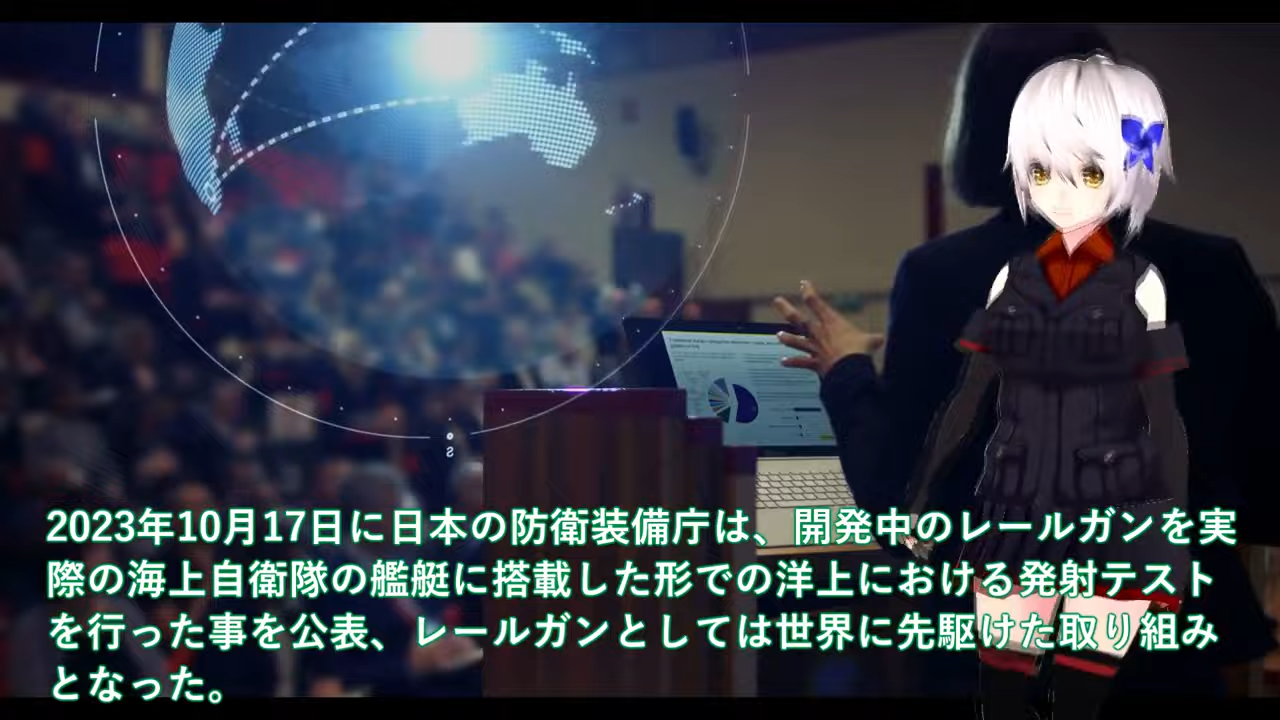 2023年10月17日に日本の防衛装備庁は、開発中のレールガンを実
際の海上自衛隊の艦艇に搭載した形での洋上における発射テスト
を行った事を公表、レールガンとしては世界に先駆けた取り組み
となった。